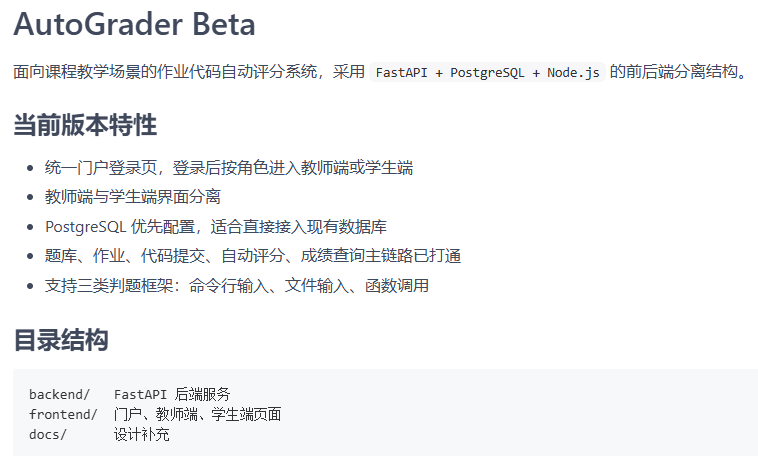 AutoGrader Beta
面向课程教学场景的作业代码自动评分系统，采用 FastAPI + PostgreSQL + Node.js 的前后端分离结构。
当前版本特性
• 统一门户登录页，登录后按角色进入教师端或学生端
• 教师端与学生端界面分离
• PostgreSQL 优先配置，适合直接接入现有数据库
• 题库、作业、代码提交、自动评分、成绩查询主链路已打通
• 支持三类判题框架：命令行输入、文件输入、函数调用
目录结构
backend/   FastAPI 后端服务
frontend/  门户、教师端、学生端页面
docs/      设计补充